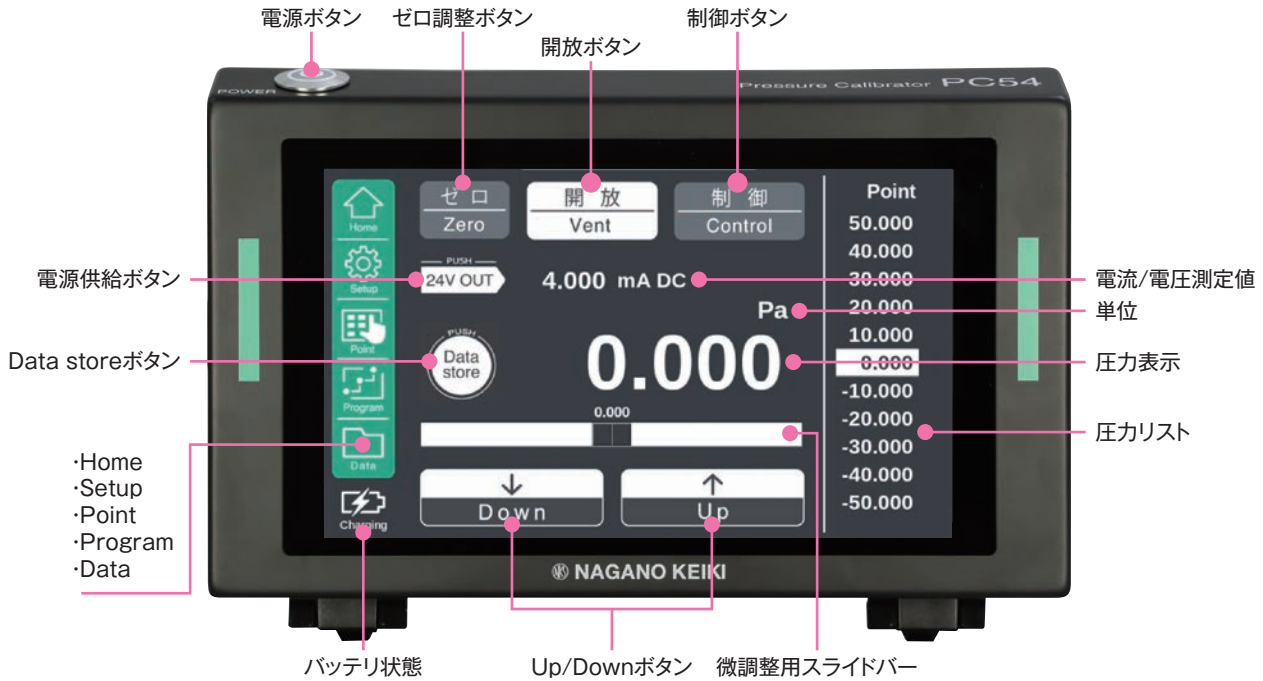 電源ボタン
ゼロ調整ボタン
開放ボタン
制御ボタン
POWER
Pressure Calibrator PC54
Home
Setup
Point
Program
Data
Charging
ゼロ
Zero
開放
Vent
制御
Control
PUSH
24V OUT
4.000 mA DC
Pa
PUSH
Data
store
0.000
0.000
↓
Down
↑
Up
Point
50.000
40.000
30.000
20.000
10.000
0.000
-10.000
-20.000
-30.000
-40.000
-50.000
NAGANO KEIKI
電源供給ボタン
Data storeボタン
・Home
・Setup
・Point
・Program
・Data
電流/電圧測定値
単位
圧力表示
圧力リスト
バッテリ状態
Up/Downボタン
微調整用スライドバー